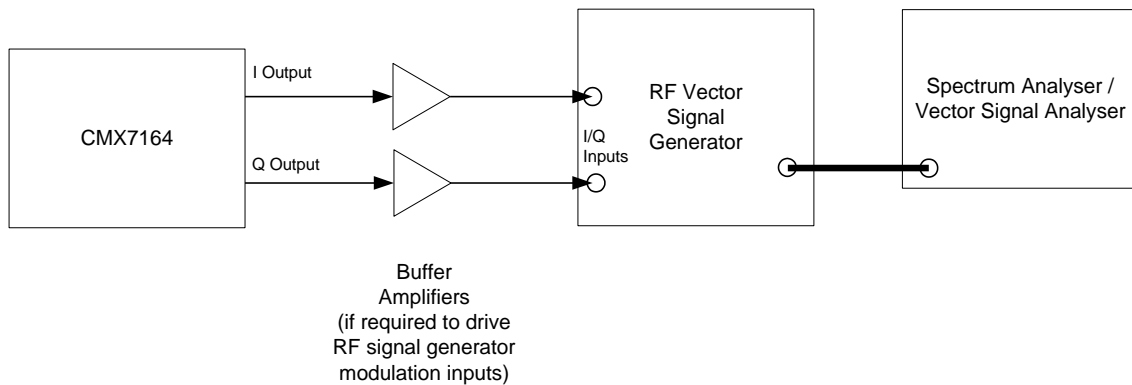 CMX7164
I Output
Q Output
Buffer
Amplifiers
(if required to drive
RF signal generator
modulation inputs)
I/Q
Inputs
RF Vector
Signal
Generator
Spectrum Analyser /
Vector Signal Analyser